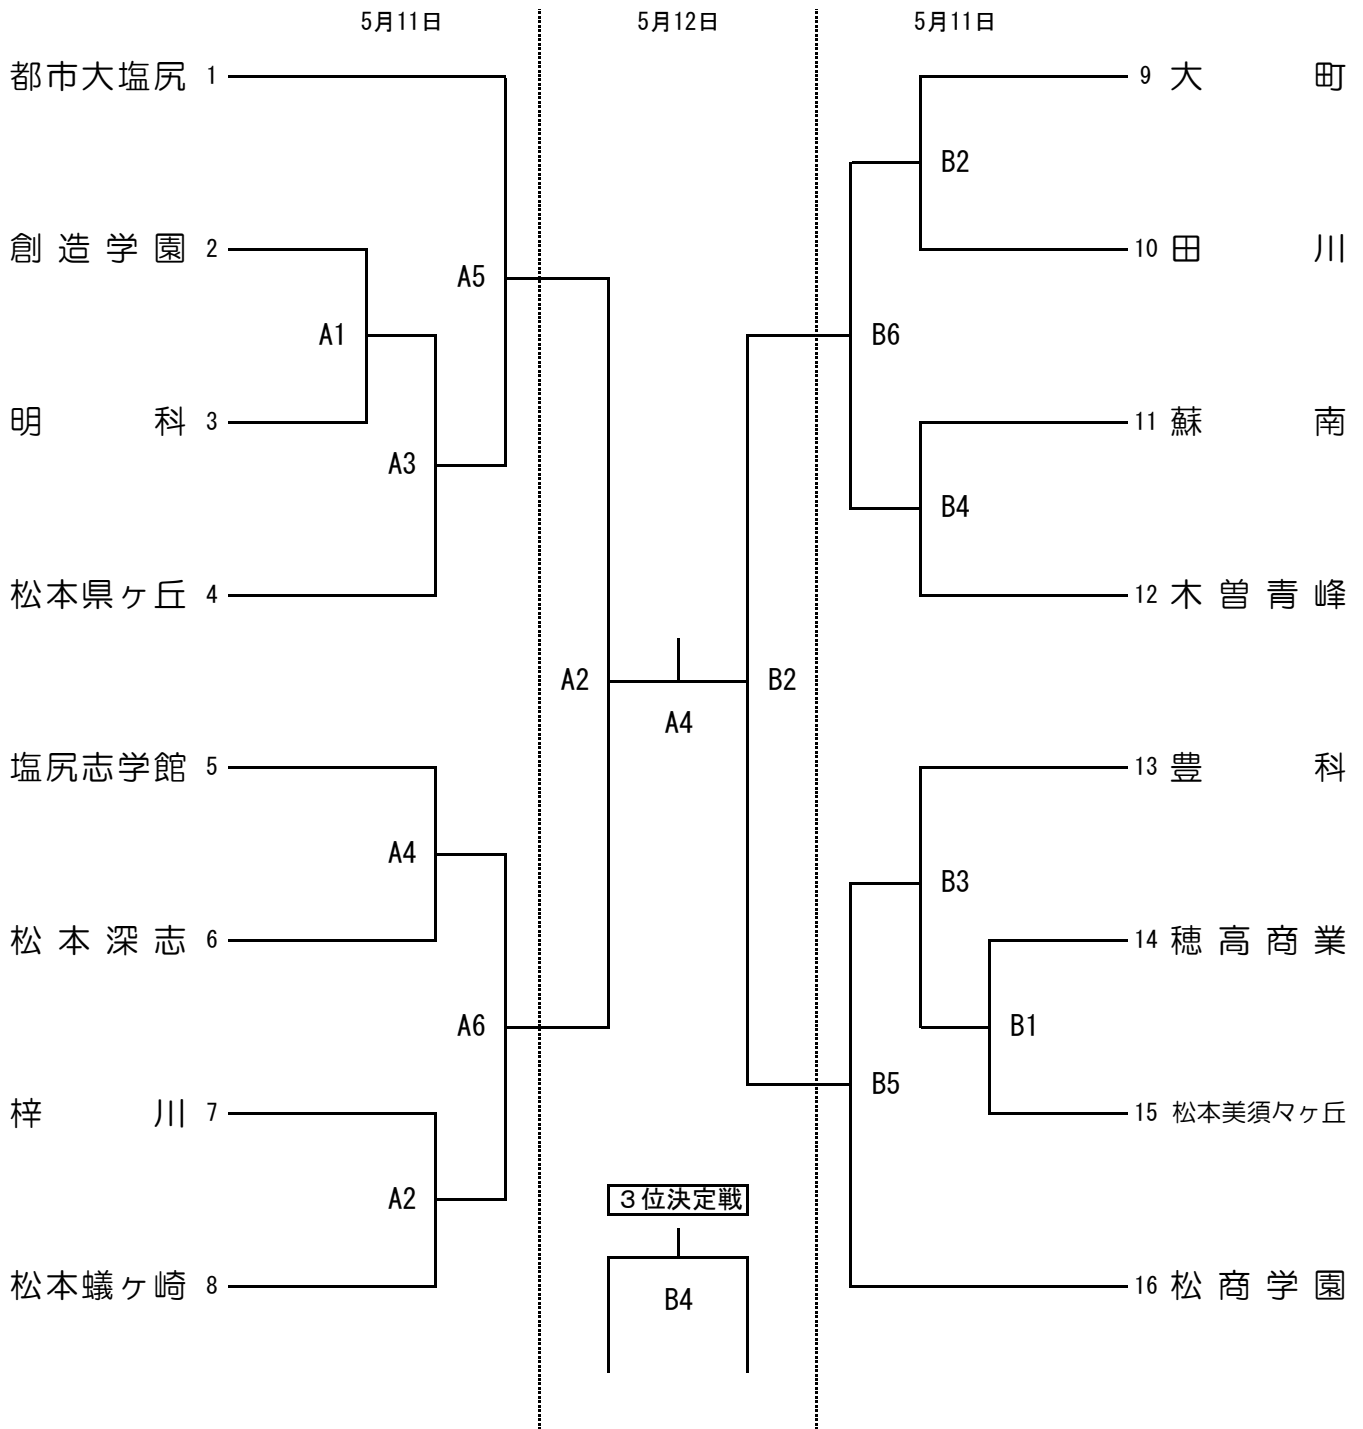 5月11日 5月12日 5月11日
都市大塩尻 1
創造学園 2
A1
明科 3
A3
松本県ヶ丘 4
A5
塩尻志学館 5
A4
松本深志 6
A6
梓川 7
A2
松本蟻ヶ崎 8
A2
A4
B2
3位決定戦
B4
9 大町
B2
10 田川
B6
11 蘇南
B4
12 木曽青峰
13 豊科
B3
14 穂高商業
B1
15 松本美須々ヶ丘
B5
16 松商学園